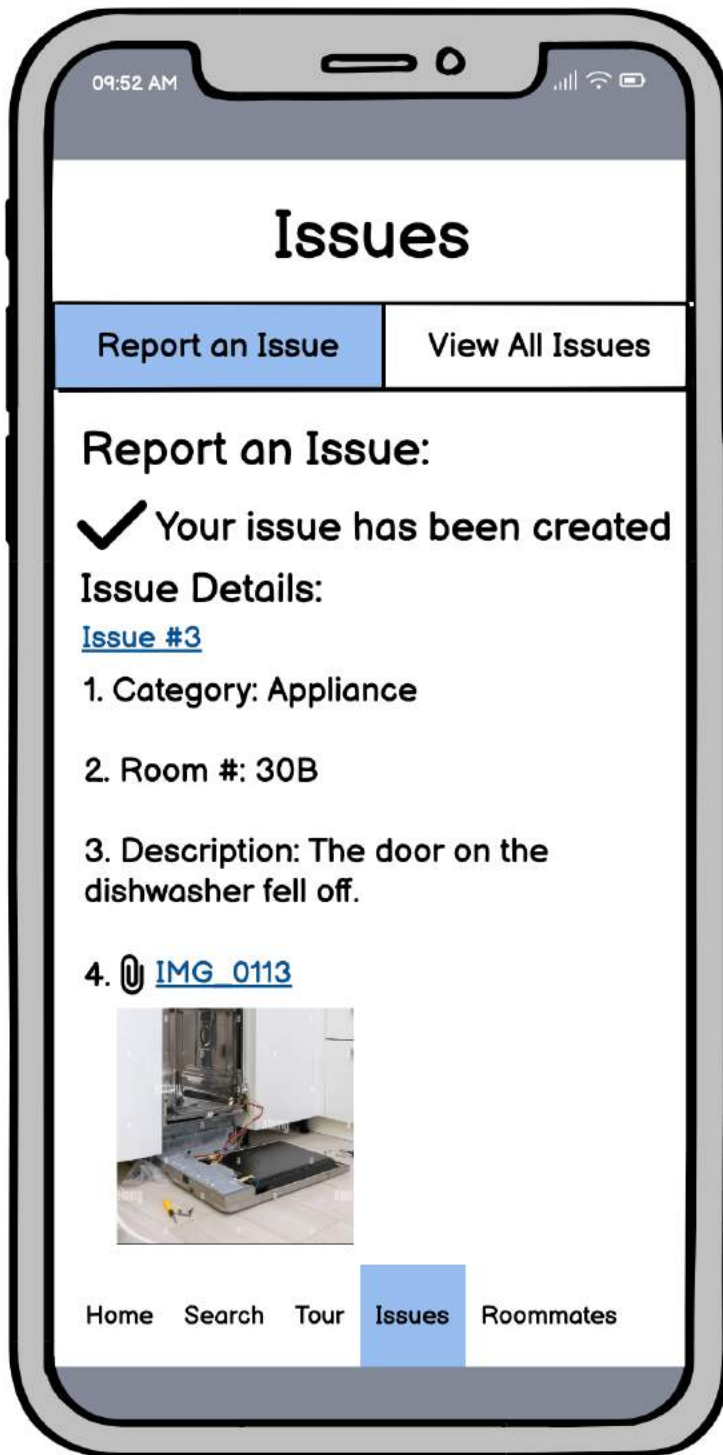 09:52 AM
Issues
Report an Issue
View All Issues
Report an Issue:
Your issue has been created
Issue Details:
Issue #3
1. Category: Appliance
2. Room #: 30B
3. Description: The door on the
dishwasher fell off.
4. IMG_0113
Home Search Tour Issues Roommates